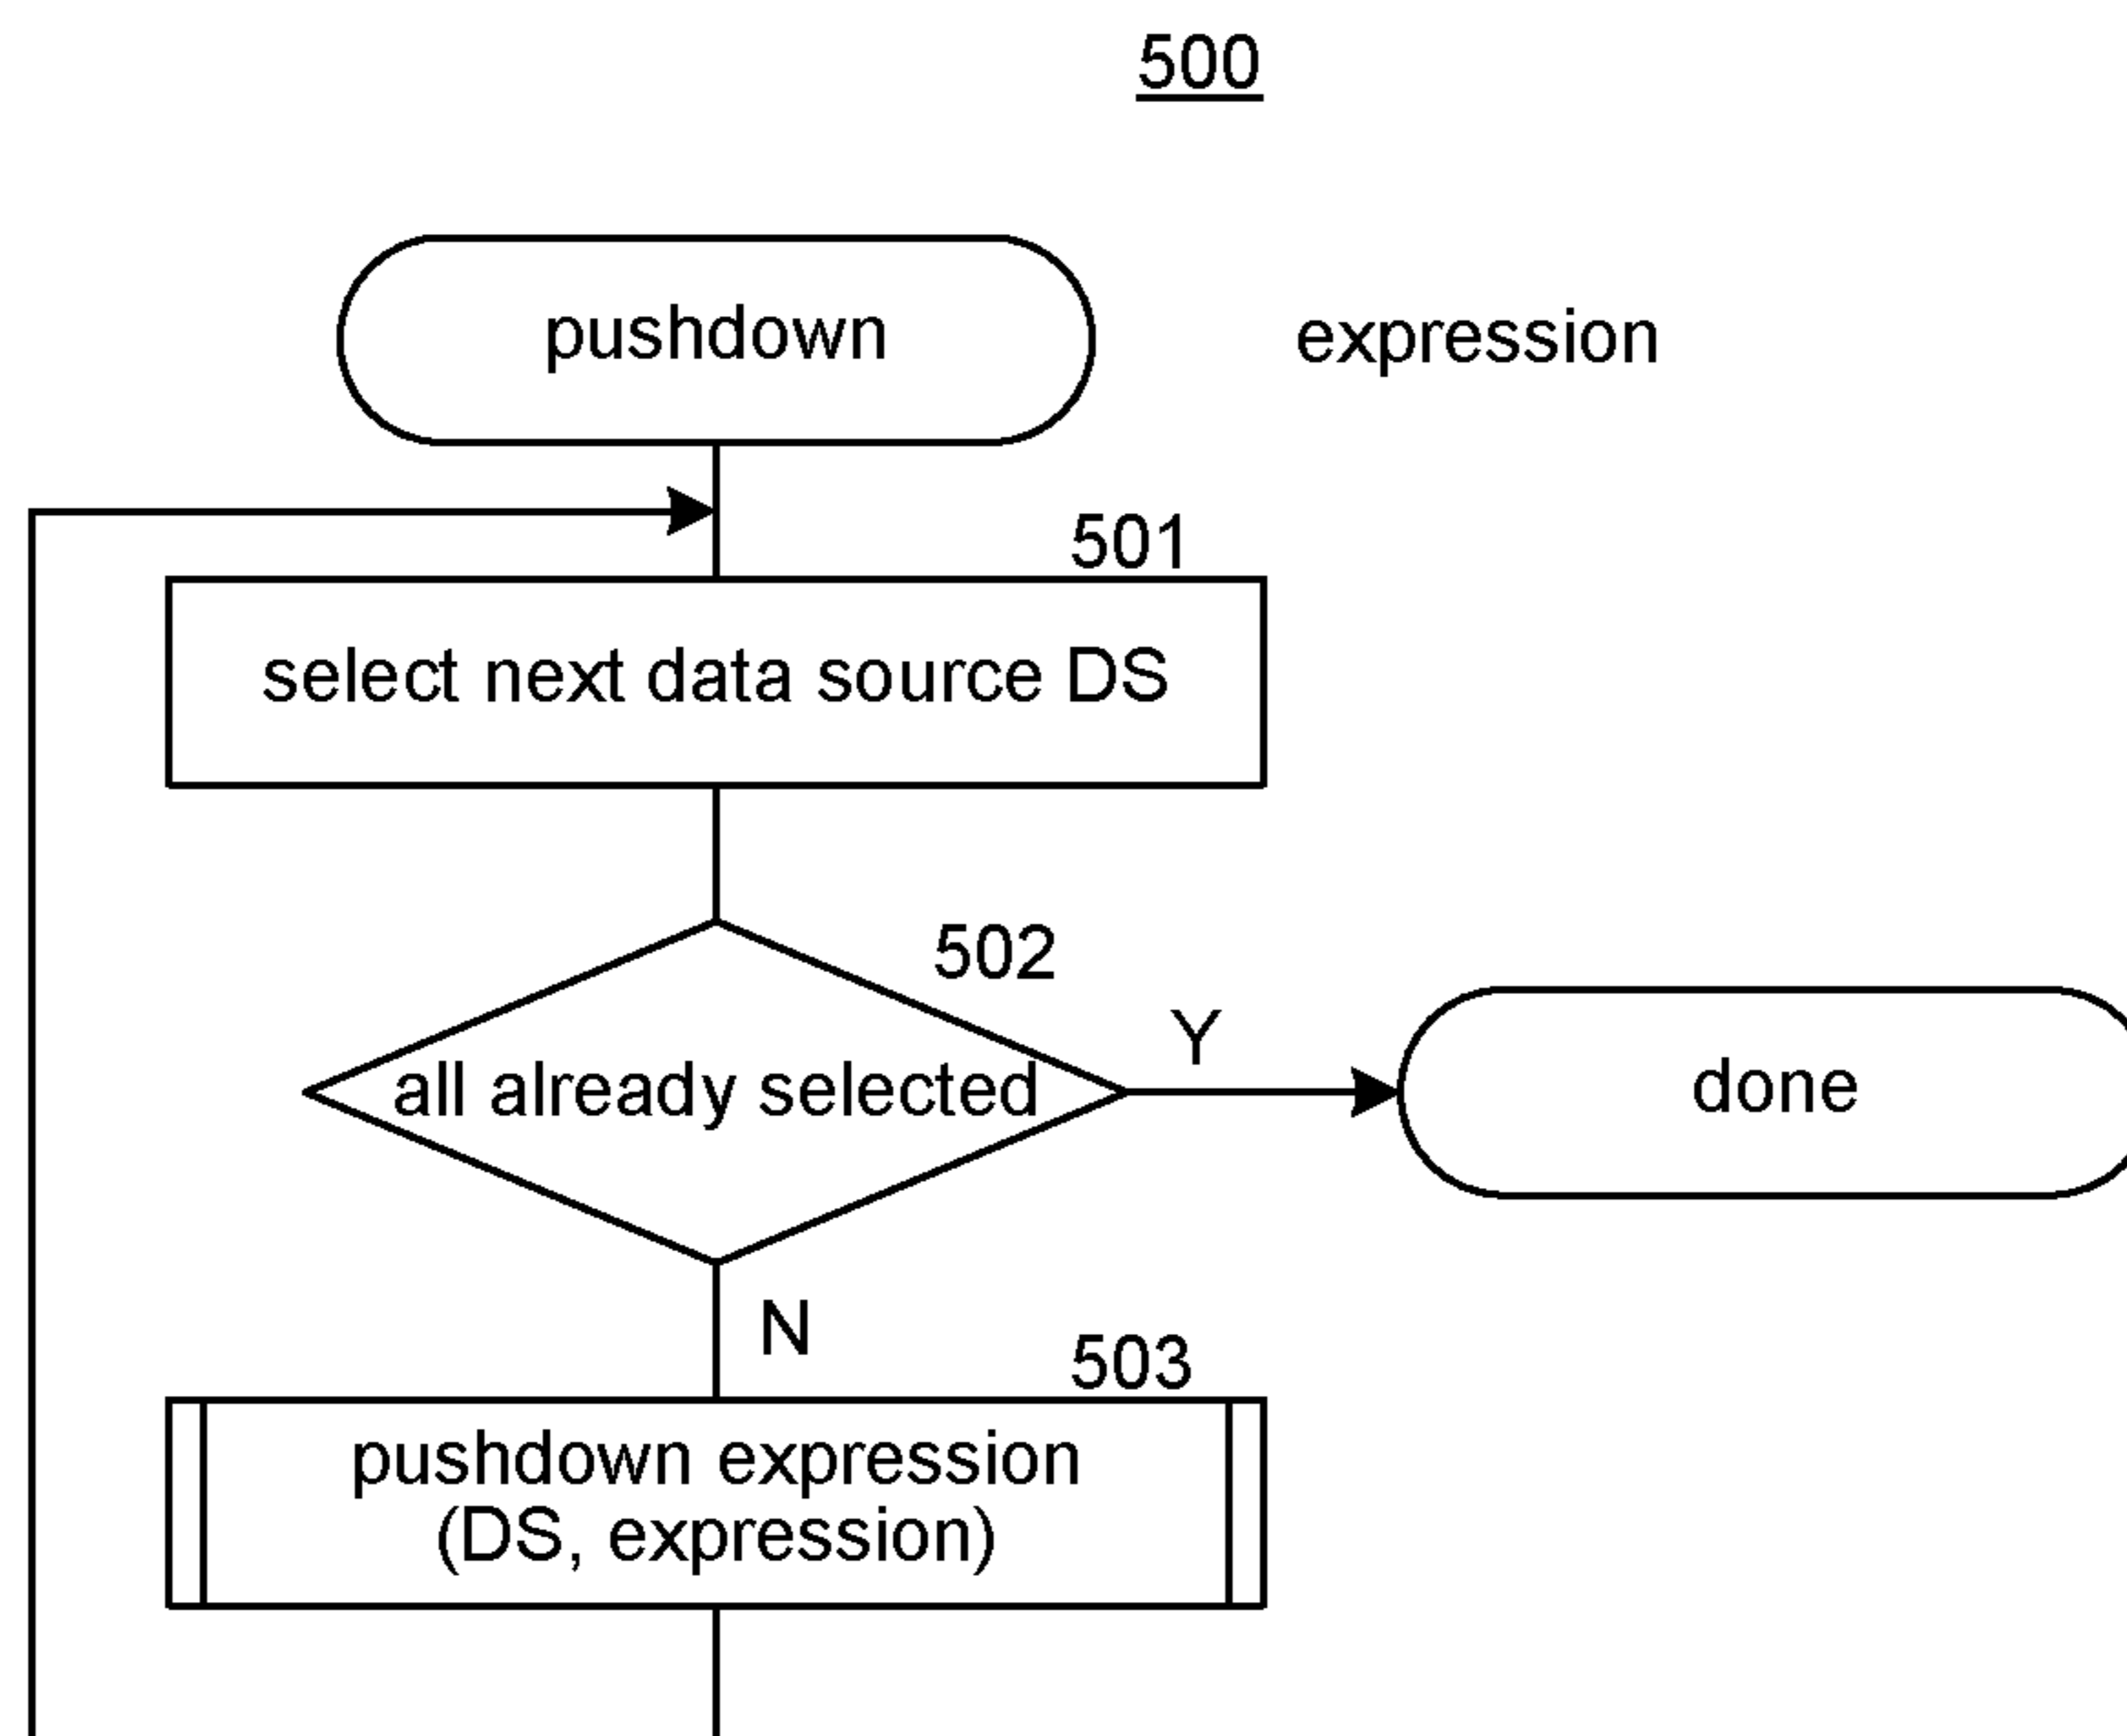 500
pushdown
expression
501
select next data source DS
502
all already selected
Y
done
N
503
pushdown expression
(DS, expression)